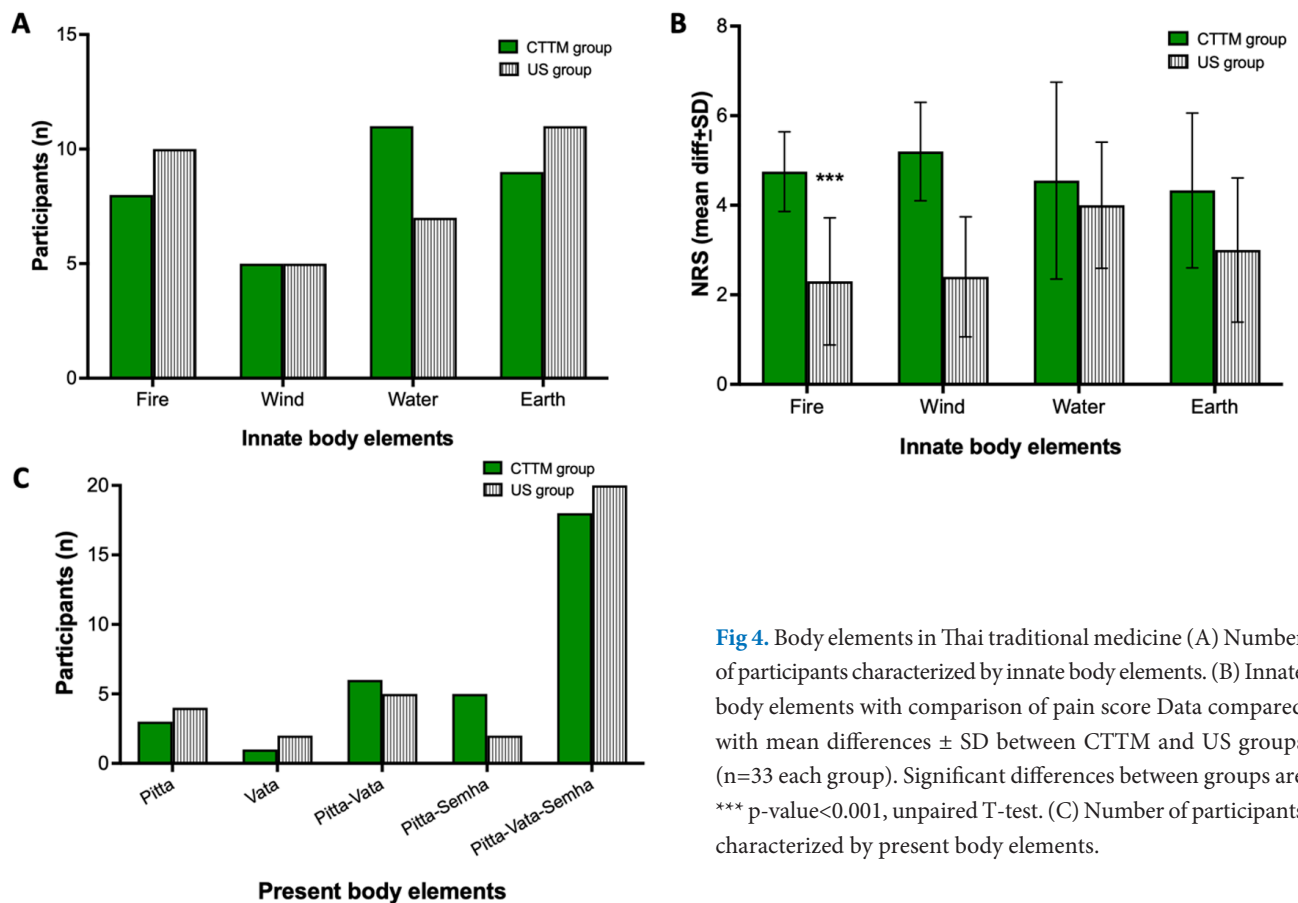 A
15
10
5
0
Participants (n)
CTTM group
US group
Fire Wind Water Earth
Innate body elements
B
8
6
4
2
0
NRS (mean diff±SD)
CTTM group
US group
***
Fire Wind Water Earth
Innate body elements
C
20
15
10
5
0
Participants (n)
CTTM group
US group
Pitta
Vata
Pitta-Vata
Pitta-Semha
Pitta-Vata-Semha
Present body elements
Fig 4. Body elements in Thai traditional medicine (A) Number
of participants characterized by innate body elements. (B) Innate
body elements with comparison of pain score Data compared
with mean differences ± SD between CTTM and US groups
(n=33 each group). Significant differences between groups are
*** p-value<0.001, unpaired T-test. (C) Number of participants
characterized by present body elements.